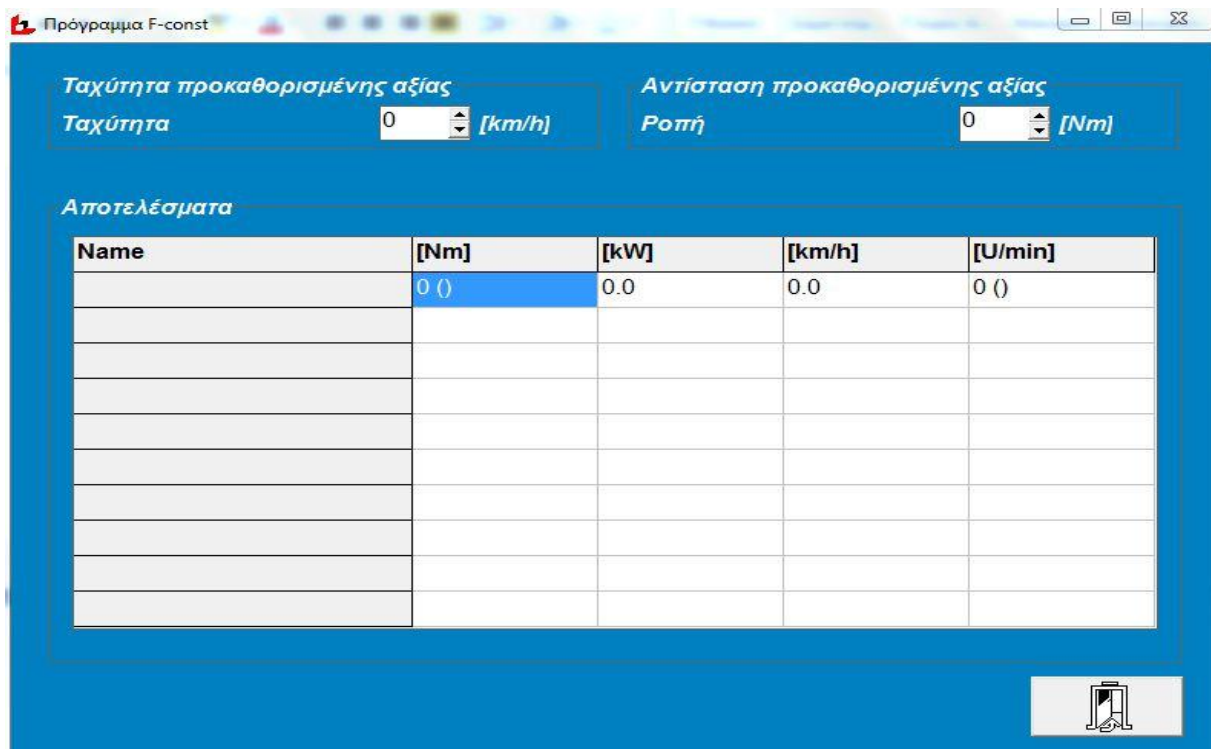 Πρόγραμμα F-const
Ταχύτητα προκαθορισμένης αξίας
Ταχύτητα 0 [km/h]
Αντίσταση προκαθορισμένης αξίας
Ροπή 0 [Nm]
Αποτελέσματα
Name [Nm] [kW] [km/h] [U/min]
0 () 0.0 0.0 0 ()